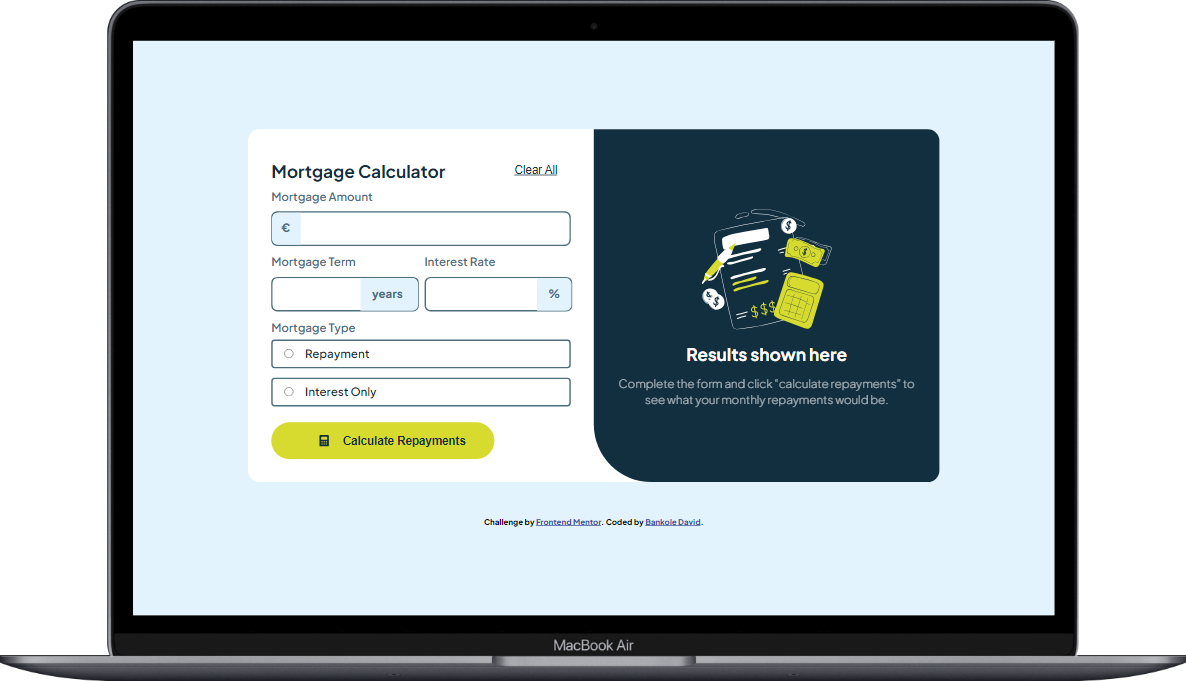 Mortgage Calculator
Clear All
Mortgage Amount
€
Mortgage Term
Interest Rate
years
%
Mortgage Type
Repayment
Interest Only
Calculate Repayments
$
$
$
$
$ $ $
Results shown here
Complete the form and click "calculate repayments" to
see what your monthly repayments would be.
Challenge by Frontend Mentor. Coded by Bankole David.
MacBook Air